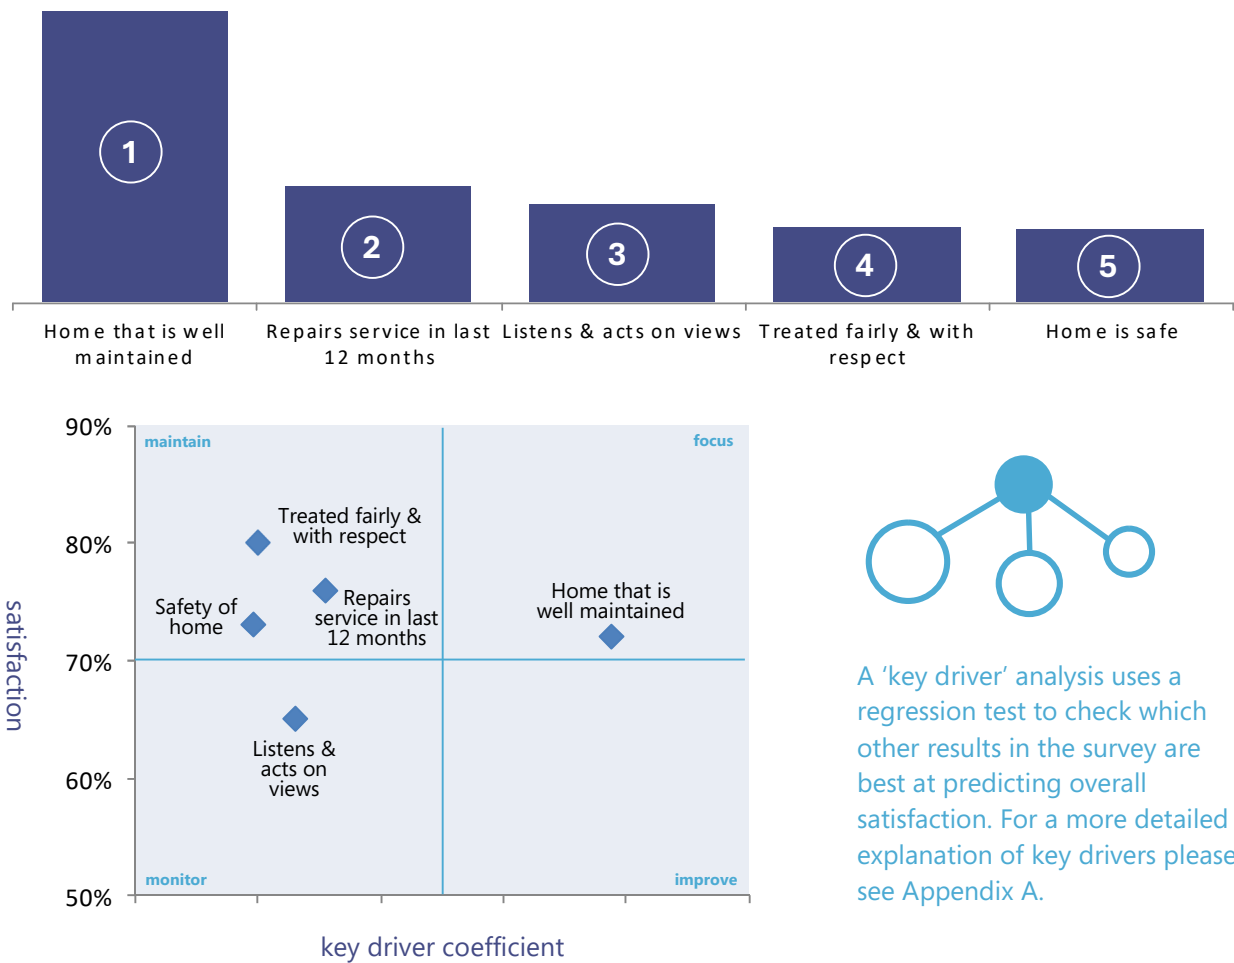 1
2
3
4
5
Home that is well
maintained
Repairs service in last
12 months
Listens & acts on views
Treated fairly & with
respect
Home is safe
90%
80%
70%
60%
50%
satisfaction
maintain
focus
Treated fairly &
with respect
Safety of
home
Repairs
service in last
12 months
Home that is
well maintained
Listens &
acts on
views
monitor
improve
key driver coefficient
A ‘key driver’ analysis uses a
regression test to check which
other results in the survey are
best at predicting overall
satisfaction. For a more detailed
explanation of key drivers please
see Appendix A.